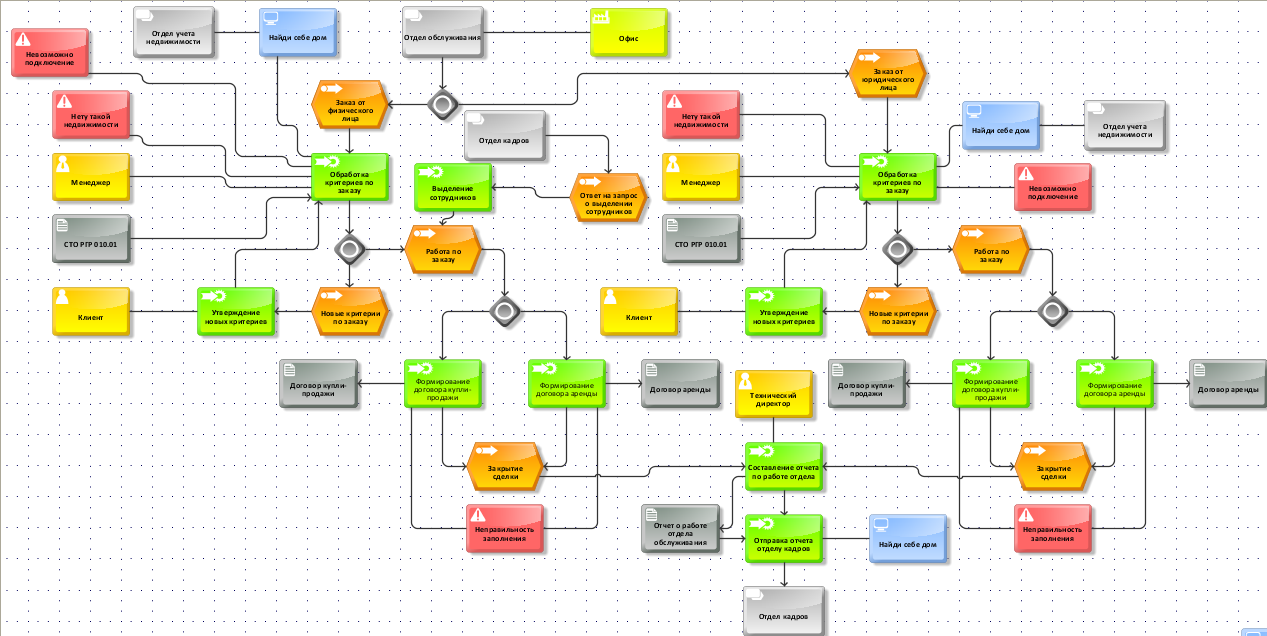 Отдел учета
недвижимости
Найди себе дом
Отдел обслуживания
Офис
Невозможно
подключение
Заказ от
юридического
лица
Заказ от
физического
лица
Нету такой
недвижимости
Отдел кадров
Нету такой
недвижимости
Найди себе дом
Отдел учета
недвижимости
Менеджер
Обработка
критериев по
заказу
Выделение
сотрудников
Ответ на запрос
о выделении
сотрудников
Менеджер
Обработка
критериев по
заказу
Невозможно
подключение
СТО РГР 010.01
Работа по
заказу
СТО РГР 010.01
Работа по
заказу
Клиент
Утверждение
новых критериев
Новые критерии
по заказу
Клиент
Утверждение
новых критериев
Новые критерии
по заказу
Договор купли-
продажи
Формирование
договора купли-
продажи
Формирование
договора аренды
Договор аренды
Технический
директор
Договор купли-
продажи
Формирование
договора купли-
продажи
Формирование
договора аренды
Договор аренды
Закрытие
сделки
Составление отчета
по работе отдела
Закрытие
сделки
Неправильность
заполнения
Отчет о работе
отдела
обслуживания
Отправка отчета
отделу кадров
Найди себе дом
Неправильность
заполнения
Отдел кадров